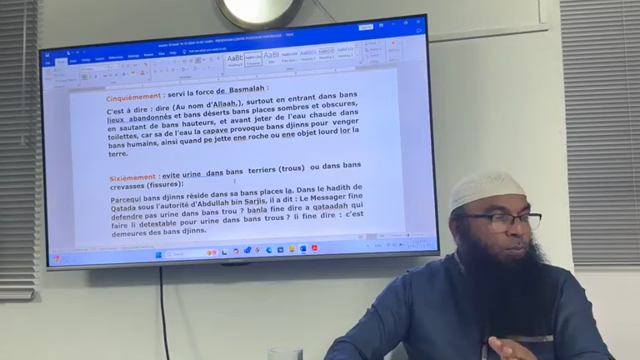 Cinquièmement : servi la force de Basmalah :
C'est à dire : dire (Au nom d'Allaah,), surtout en entrant dans bans
lieux abandonnés et bans déserts bans places sombres et obscures,
en sautant de bans hauteurs, et avant jeter de l'eau chaude dans
toilettes, car sa de l'eau la capave provoque bans djinns pour venger
bans humains, ainsi quand pe jette ene roche ou ene objet lourd lor la
terre.
Sixièmement : evite urine dans bans terriers (trous) ou dans bans
crevasses (fissures):
Parcequi bans djinns réside dans sa bans places la. Dans le hadith de
Qatada sous l'autorité d'Abdullah bin Sarjis, il a dit : Le Messager fine
defendre pas urine dans bans trou ? banla fine dire a qataadah qui
faire li detestable pour urine dans bans trous ? li fine dire : c'est
demeures des bans djinns.